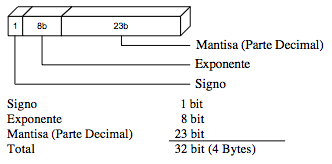 1 8b 23b
Mantisa (Parte Decimal)
Exponente
Signo
Signo 1 bit
Exponente 8 bit
Mantisa (Parte Decimal) 23 bit
Total 32 bit (4 Bytes)